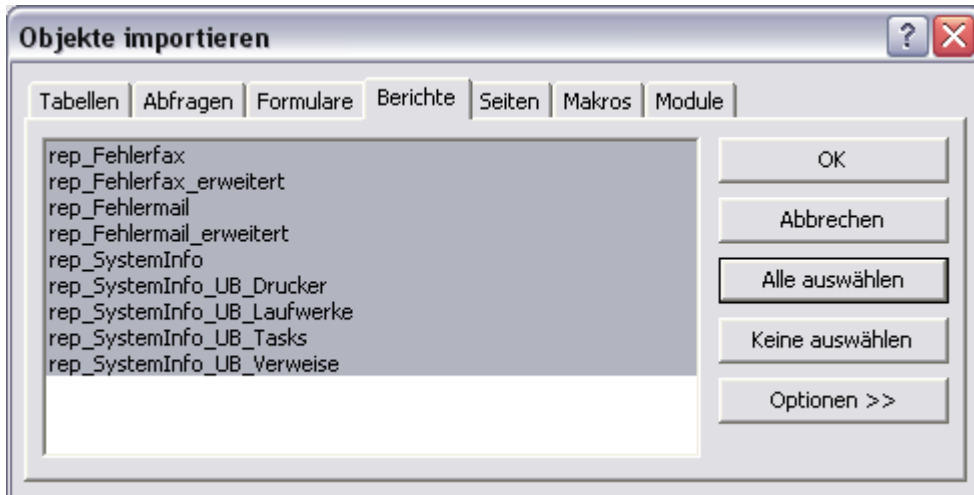 Objekte importieren
Tabellen Abfragen Formulare Berichte Seiten Makros Module
rep_Fehlerfax
rep_Fehlerfax_erweitert
rep_Fehlermail
rep_Fehlermail_erweitert
rep_SystemInfo
rep_SystemInfo_UB_Drucker
rep_SystemInfo_UB_Laufwerke
rep_SystemInfo_UB_Tasks
rep_SystemInfo_UB_Verweise
OK
Abbrechen
Alle auswählen
Keine auswählen
Optionen >>